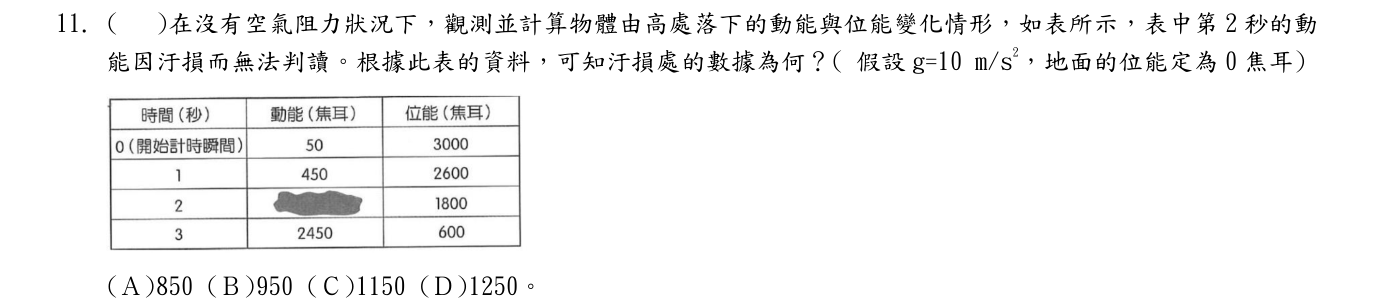 11. (　)在沒有空氣阻力狀況下，觀測並計算物體由高處落下的動能與位能變化情形，如表所示，表中第2秒的動
能因汙損而無法判讀。根據此表的資料，可知汙損處的數據為何？( 假設g=10 m/s²，地面的位能定為0焦耳)
時間(秒) 動能(焦耳) 位能(焦耳)
0(開始計時瞬間) 50 3000
1 450 2600
2 1800
3 2450 600
(A)850 (B)950 (C)1150 (D)1250。